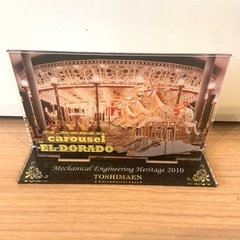 carousel
EL DORADO
Mechanical Engineering Heritage 2010
TOSHIMAEN